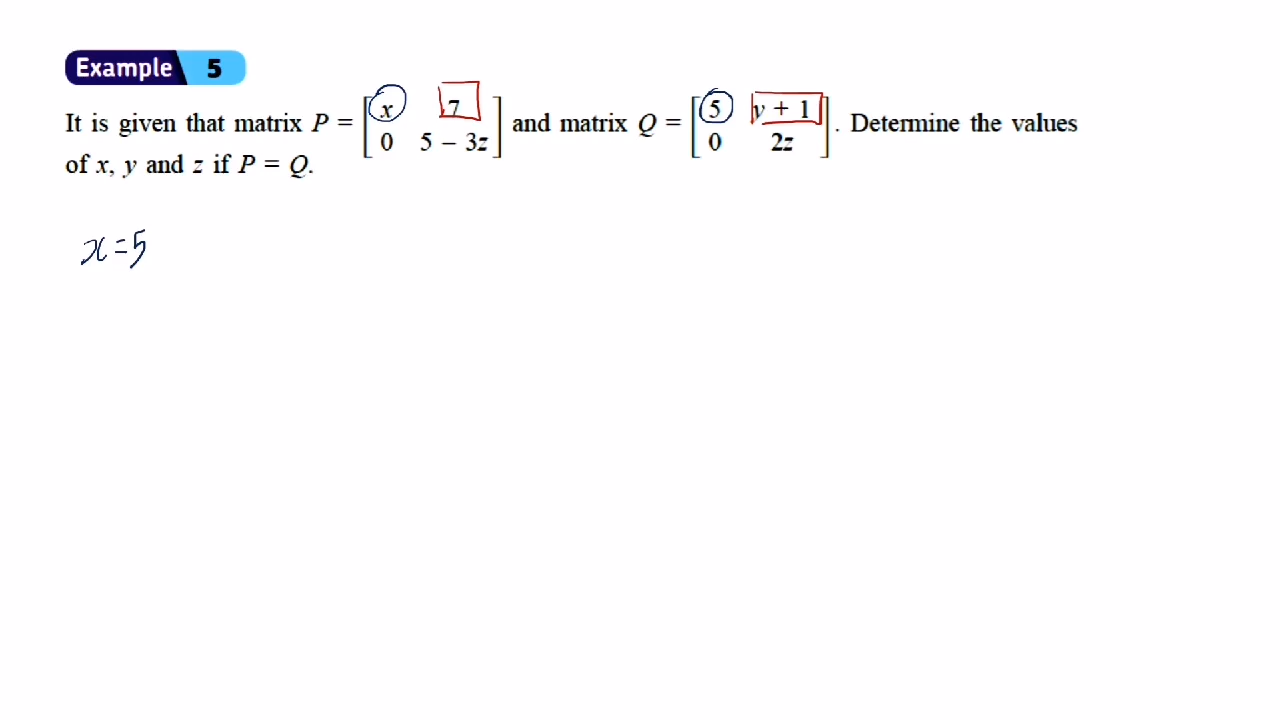 Example 5
It is given that matrix P = [x 7
0 5 − 3z] and matrix Q = [5 y + 1
0 2z]. Determine the values
of x, y and z if P = Q.
x = 5